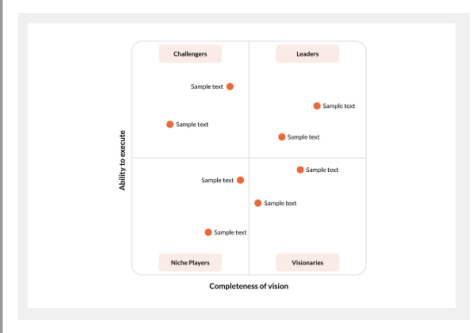 Challengers
Leaders
Sample text
Sample text
Sample text
Sample text
Ability to execute
Sample text
Sample text
Sample text
Sample text
Niche Players
Visionaries
Completeness of vision